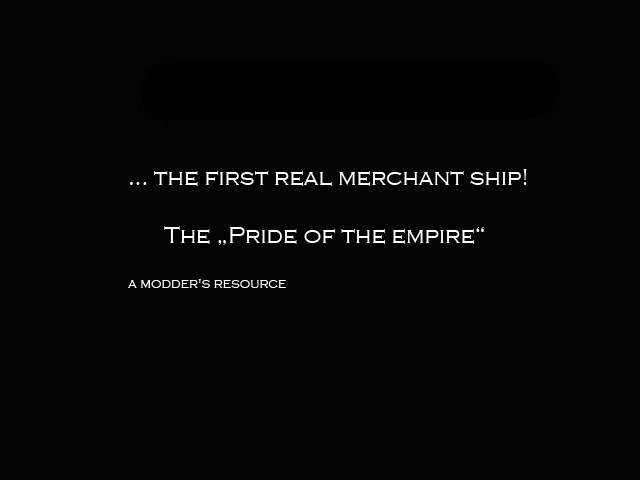 ... the first real merchant ship!
The „Pride of the empire“
a modder's resource